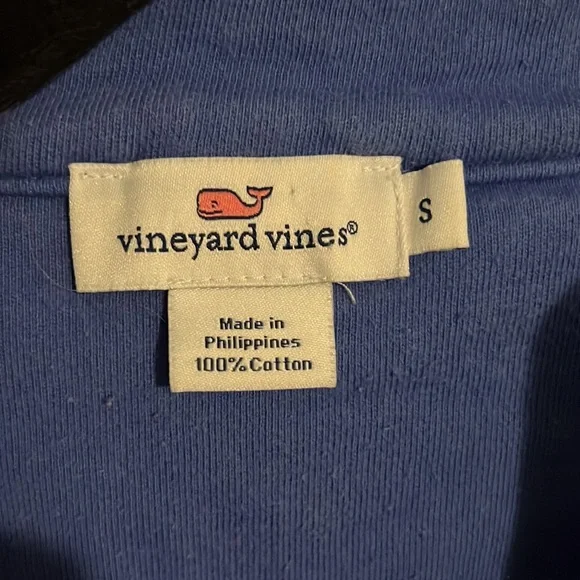 vineyard vines®
S
Made in
Philippines
100% Cotton